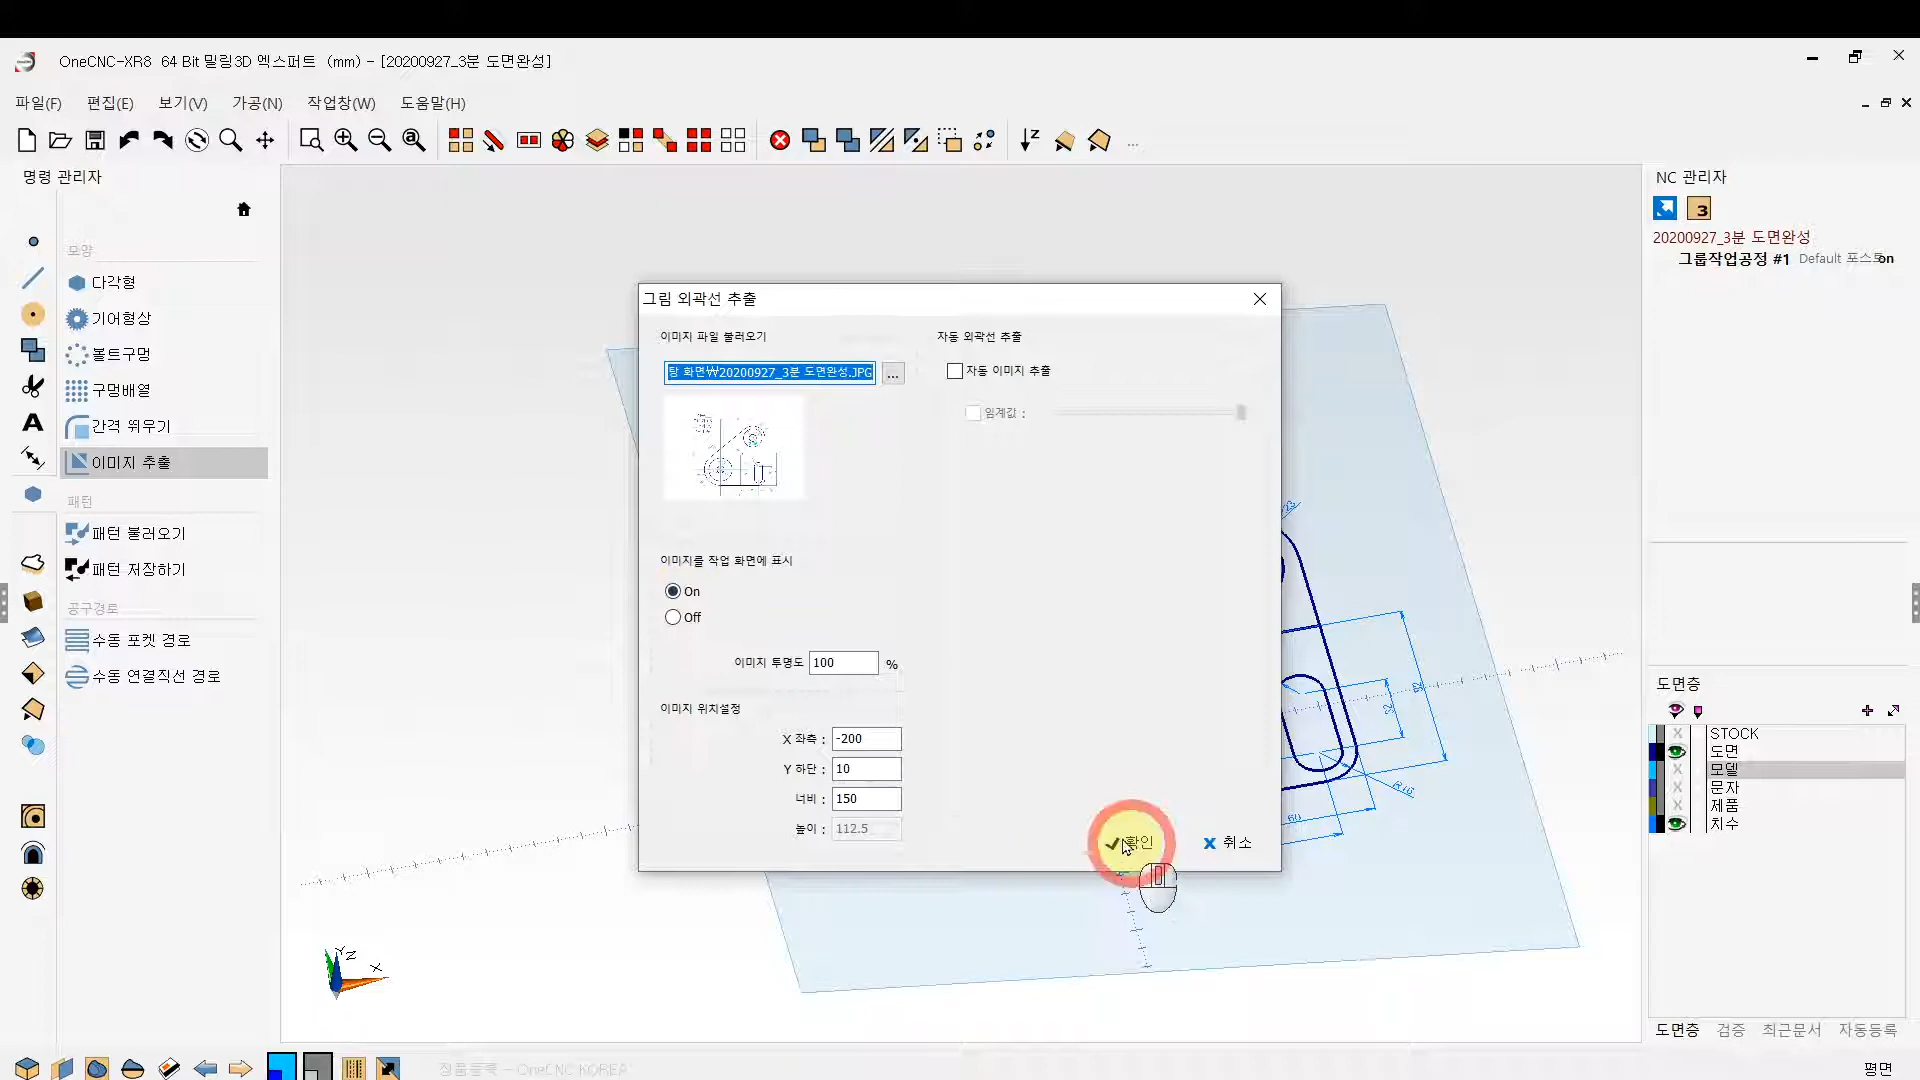 OneCNC-XR8 64 Bit 밀링3D 엑스퍼트 (mm) - [20200927_3분 도면완성]
파일(F) 편집(E) 보기(V) 가공(N) 작업창(W) 도움말(H)
명령 관리자
모양
다각형
기어형상
볼트구멍
구멍배열
간격 뛰우기
이미지 추출
패턴
패턴 불러오기
패턴 저장하기
공구경로
수동 포켓 경로
수동 연결직선 경로
그림 외곽선 추출
이미지 파일 불러오기
탕 화면₩20200927_3분 도면완성.JPG
...
이미지를 작업 화면에 표시
On
Off
이미지 투명도 100 %
이미지 위치설정
X 좌측 : -200
Y 하단 : 10
너비 : 150
높이 : 112.5
자동 외곽선 추출
자동 이미지 추출
임계값 :
확인
취소
R16
60
Y Z X
NC 관리자
3
20200927_3분 도면완성
그룹작업공정 #1 Default 포스트 on
도면층
STOCK
도면
모델
문자
제품
치수
도면층 검증 최근문서 자동등록
정품등록 - OneCNC KOREA
평면